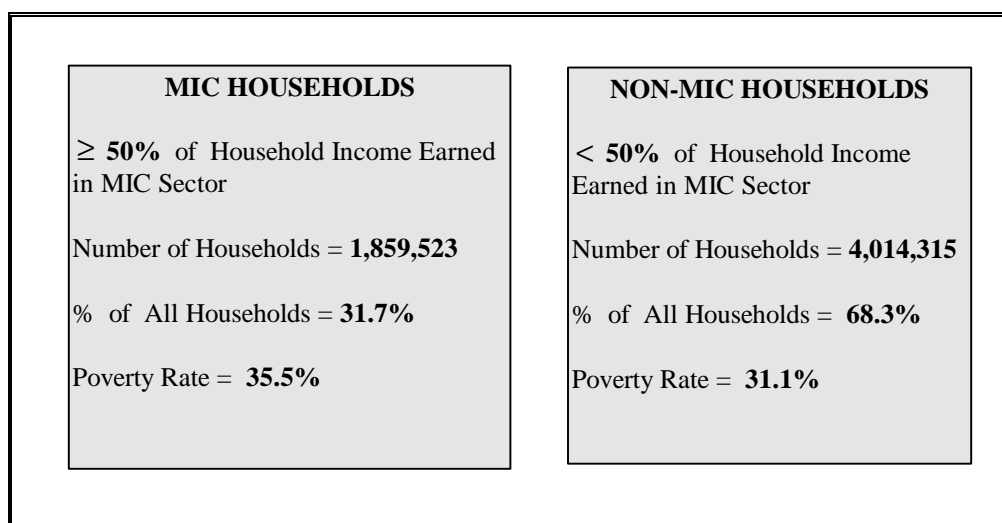 MIC HOUSEHOLDS
≥ 50% of Household Income Earned
in MIC Sector
Number of Households = 1,859,523
% of All Households = 31.7%
Poverty Rate = 35.5%
NON-MIC HOUSEHOLDS
< 50% of Household Income
Earned in MIC Sector
Number of Households = 4,014,315
% of All Households = 68.3%
Poverty Rate = 31.1%